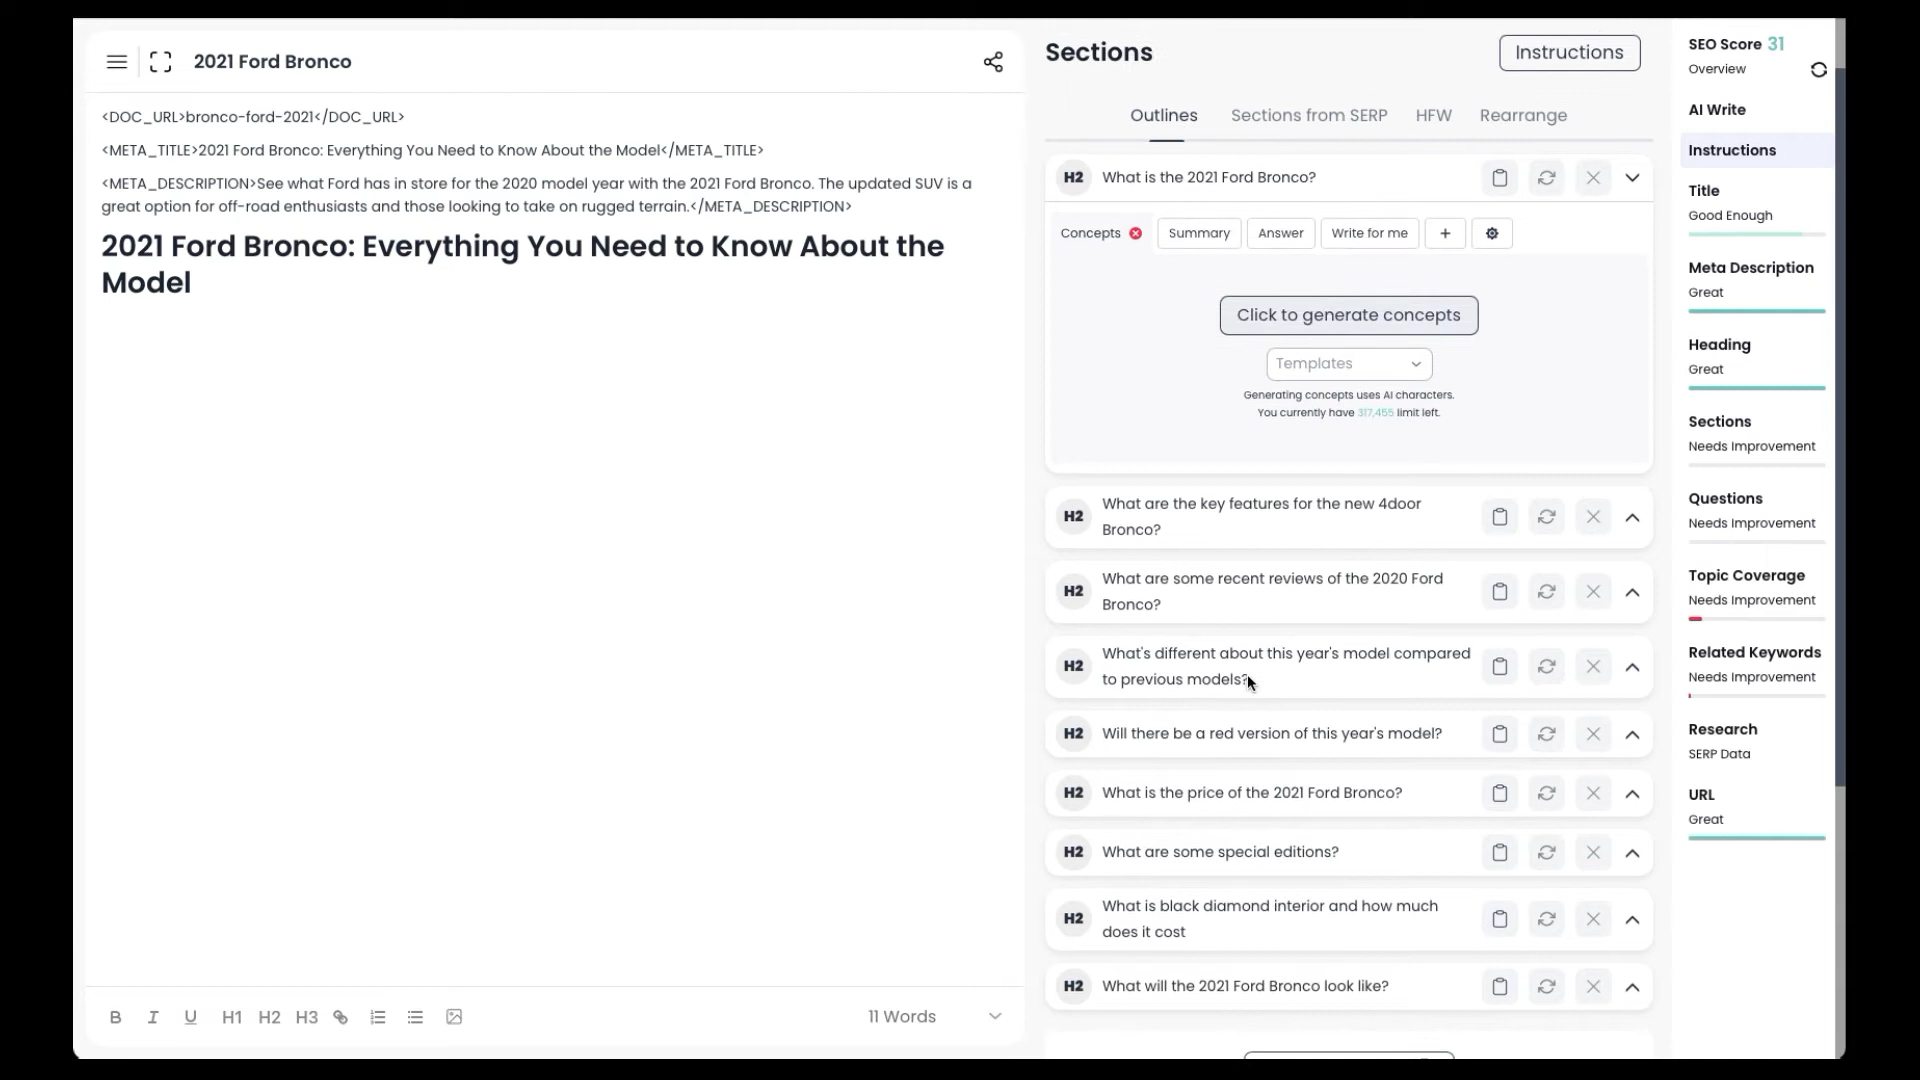 2021 Ford Bronco
<DOC_URL>bronco-ford-2021</DOC_URL>
<META_TITLE>2021 Ford Bronco: Everything You Need to Know About the Model</META_TITLE>
<META_DESCRIPTION>See what Ford has in store for the 2020 model year with the 2021 Ford Bronco. The updated SUV is a
great option for off-road enthusiasts and those looking to take on rugged terrain.</META_DESCRIPTION>
2021 Ford Bronco: Everything You Need to Know About the
Model
B I U H1 H2 H3
11 Words
Sections
Instructions
Outlines
Sections from SERP
HFW
Rearrange
H2 What is the 2021 Ford Bronco?
Concepts
Summary
Answer
Write for me
+
Click to generate concepts
Templates
Generating concepts uses AI characters.
You currently have 317,455 limit left.
H2 What are the key features for the new 4door
Bronco?
H2 What are some recent reviews of the 2020 Ford
Bronco?
H2 What's different about this year's model compared
to previous models?
H2 Will there be a red version of this year's model?
H2 What is the price of the 2021 Ford Bronco?
H2 What are some special editions?
H2 What is black diamond interior and how much
does it cost
H2 What will the 2021 Ford Bronco look like?
SEO Score 31
Overview
AI Write
Instructions
Title
Good Enough
Meta Description
Great
Heading
Great
Sections
Needs Improvement
Questions
Needs Improvement
Topic Coverage
Needs Improvement
Related Keywords
Needs Improvement
Research
SERP Data
URL
Great